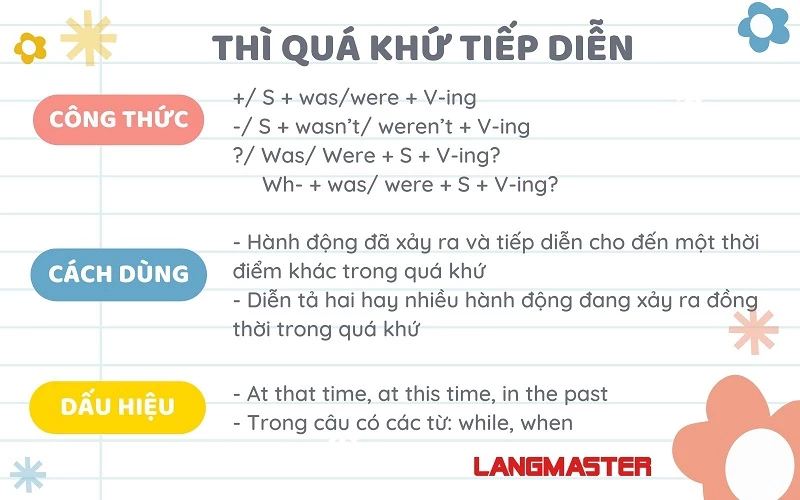 THÌ QUÁ KHỨ TIẾP DIỄN
CÔNG THỨC
+/ S + was/were + V-ing
-/ S + wasn’t/ weren’t + V-ing
?/ Was/ Were + S + V-ing?
Wh- + was/ were + S + V-ing?
CÁCH DÙNG
- Hành động đã xảy ra và tiếp diễn cho đến một thời
điểm khác trong quá khứ
- Diễn tả hai hay nhiều hành động đang xảy ra đồng
thời trong quá khứ
DẤU HIỆU
- At that time, at this time, in the past
- Trong câu có các từ: while, when
LANGMASTER